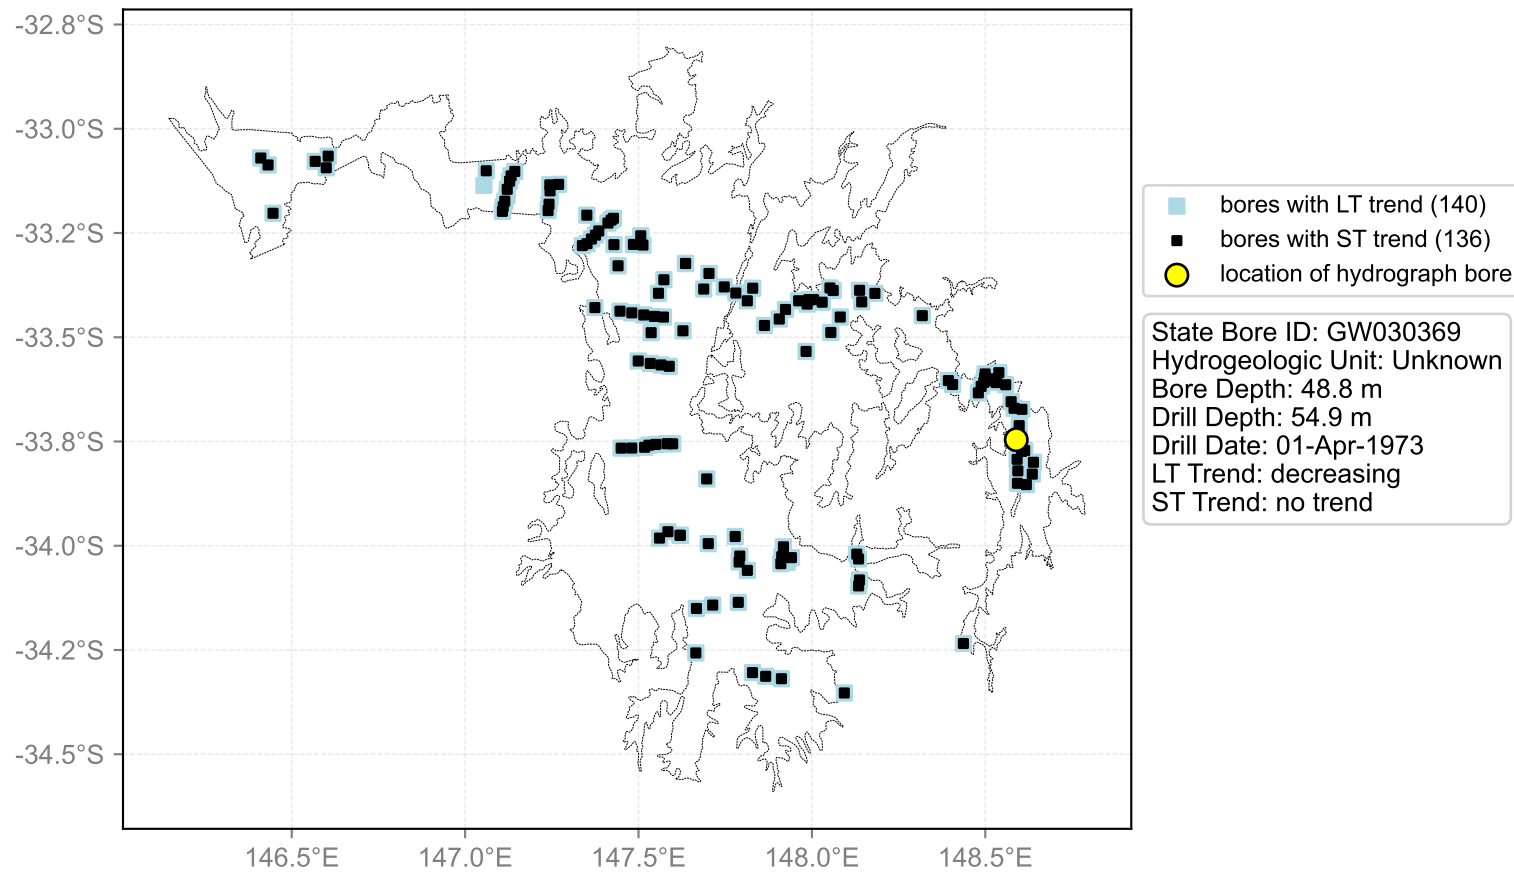 -32.8°S
-33.0°S
-33.2°S
-33.5°S
-33.8°S
-34.0°S
-34.2°S
-34.5°S
146.5°E
147.0°E
147.5°E
148.0°E
148.5°E
bores with LT trend (140)
bores with ST trend (136)
location of hydrograph bore
State Bore ID: GW030369
Hydrogeologic Unit: Unknown
Bore Depth: 48.8 m
Drill Depth: 54.9 m
Drill Date: 01-Apr-1973
LT Trend: decreasing
ST Trend: no trend